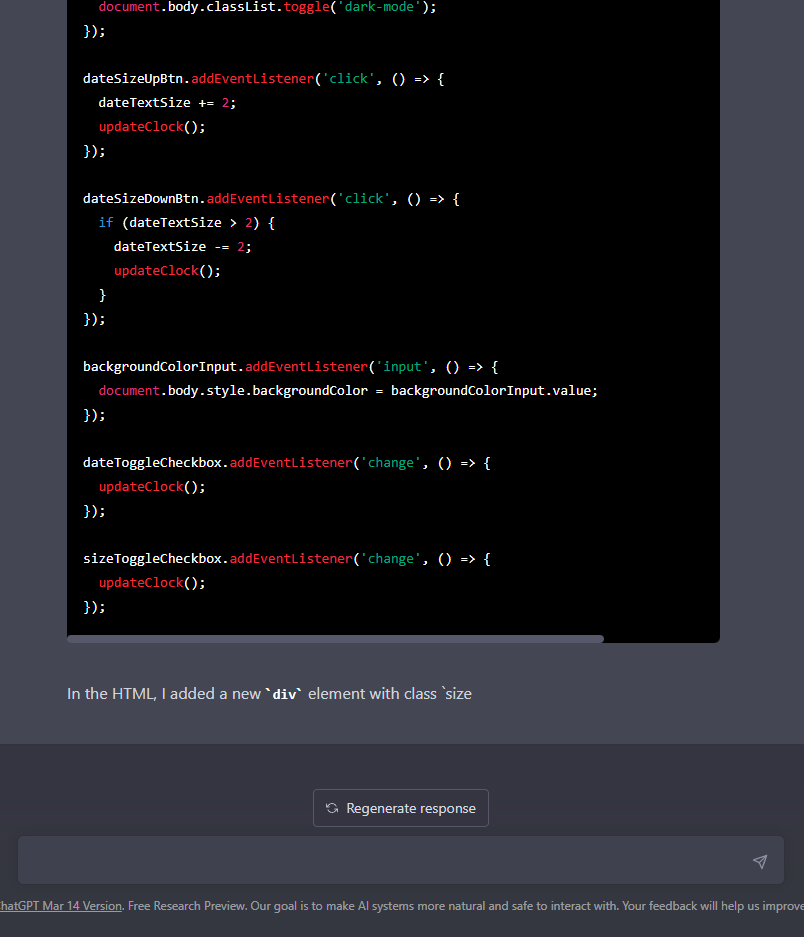 document.body.classList.toggle('dark-mode');
});

dateSizeUpBtn.addEventListener('click', () => {
  dateTextSize += 2;
  updateClock();
});

dateSizeDownBtn.addEventListener('click', () => {
  if (dateTextSize > 2) {
    dateTextSize -= 2;
    updateClock();
  }
});

backgroundColorInput.addEventListener('input', () => {
  document.body.style.backgroundColor = backgroundColorInput.value;
});

dateToggleCheckbox.addEventListener('change', () => {
  updateClock();
});

sizeToggleCheckbox.addEventListener('change', () => {
  updateClock();
});
In the HTML, I added a new `div` element with class `size
Regenerate response
hatGPT Mar 14 Version. Free Research Preview. Our goal is to make AI systems more natural and safe to interact with. Your feedback will help us improve